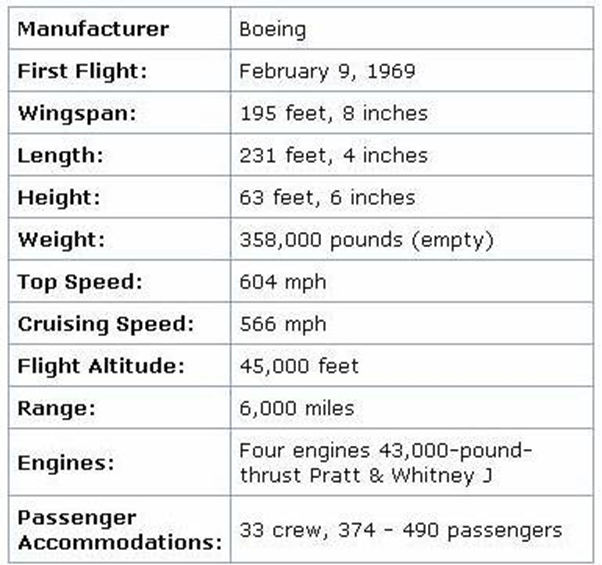 Manufacturer Boeing
First Flight: February 9, 1969
Wingspan: 195 feet, 8 inches
Length: 231 feet, 4 inches
Height: 63 feet, 6 inches
Weight: 358,000 pounds (empty)
Top Speed: 604 mph
Cruising Speed: 566 mph
Flight Altitude: 45,000 feet
Range: 6,000 miles
Engines: Four engines 43,000-pound-
thrust Pratt & Whitney J
Passenger
Accommodations: 33 crew, 374 - 490 passengers